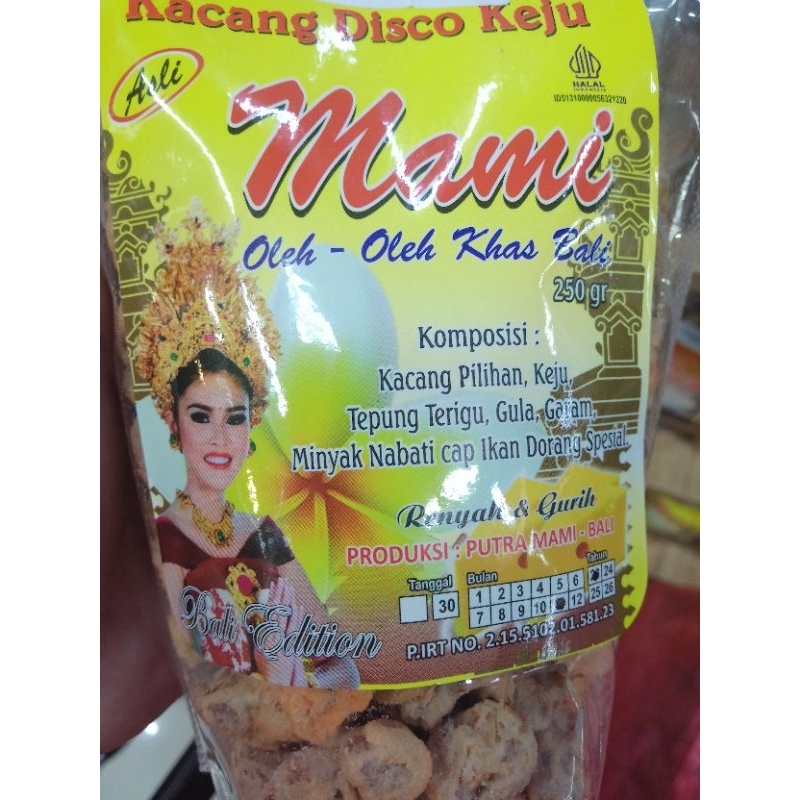 Kacang Disco Keju
Asli
HALAL
INDONESIA
ID51310000056321220
Mami
Oleh - Oleh Khas Bali
250 gr
Komposisi :
Kacang Pilihan, Keju,
Tepung Terigu, Gula, Garam,
Minyak Nabati cap Ikan Dorang Spesial.
Renyah & Gurih
PRODUKSI : PUTRA MAMI - BALI
Tanggal Bulan Tahun
30 1 2 3 4 5 6 24
7 8 9 10 12 25 26
P.IRT NO. 2.15.5102.01.581.23
Bali Edition